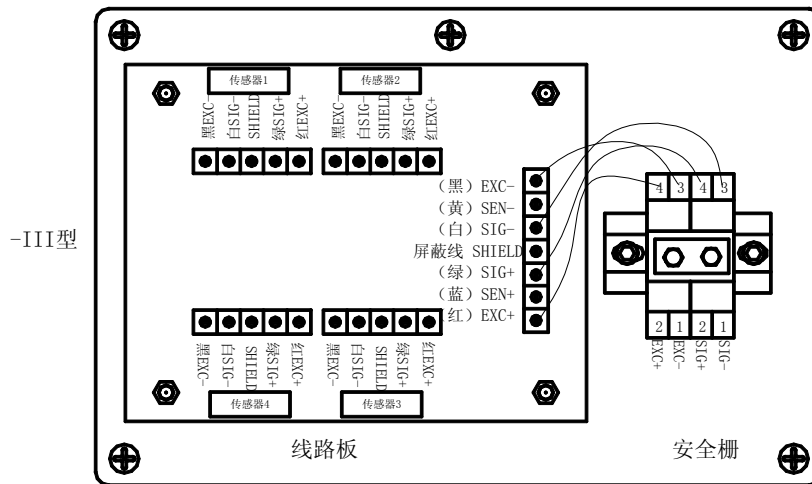 传感器1
传感器2
黑EXC-
白SIG-
SHIELD
绿SIG+
红EXC+
黑EXC-
白SIG-
SHIELD
绿SIG+
红EXC+
(黑) EXC-
(黄) SEN-
(白) SIG-
屏蔽线 SHIELD
(绿) SIG+
(蓝) SEN+
(红) EXC+
4 3 4 3
-III型
2 1 2 1
EXC+
EXC-
SIG+
SIG-
黑EXC-
白SIG-
SHIELD
绿SIG+
红EXC+
黑EXC-
白SIG-
SHIELD
绿SIG+
红EXC+
传感器4
传感器3
线路板
安全栅